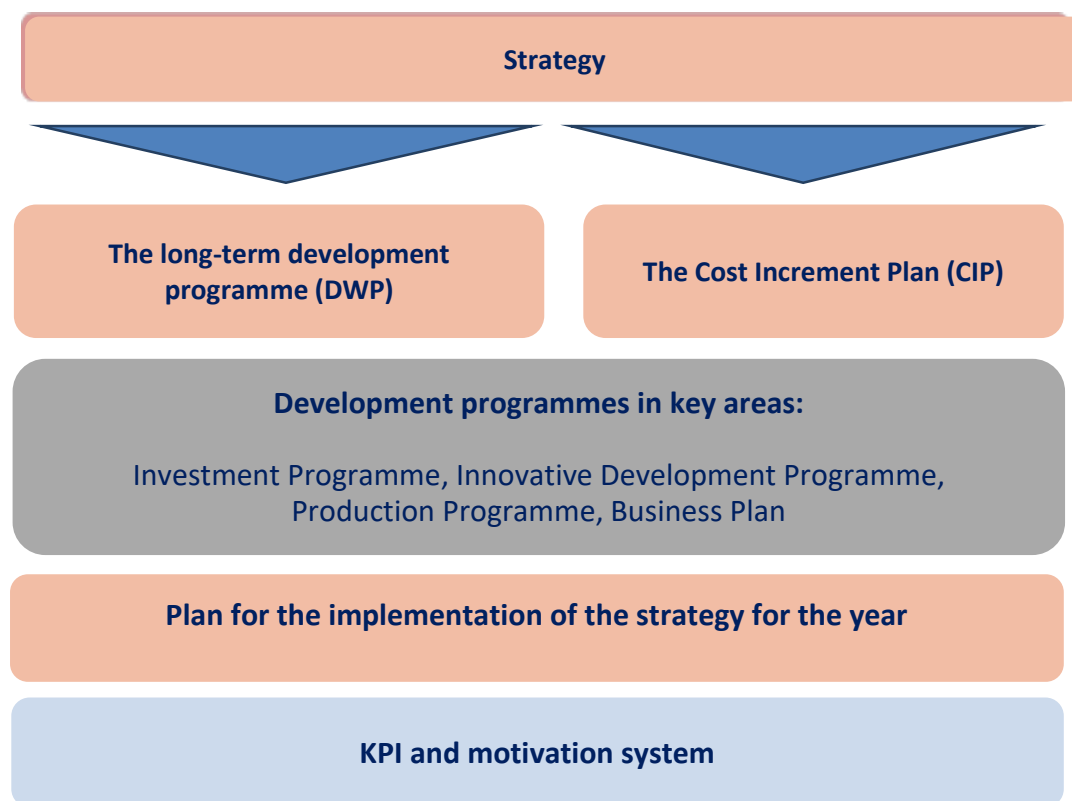 Strategy
The long-term development
programme (DWP)
The Cost Increment Plan (CIP)
Development programmes in key areas:
Investment Programme, Innovative Development Programme,
Production Programme, Business Plan
Plan for the implementation of the strategy for the year
KPI and motivation system